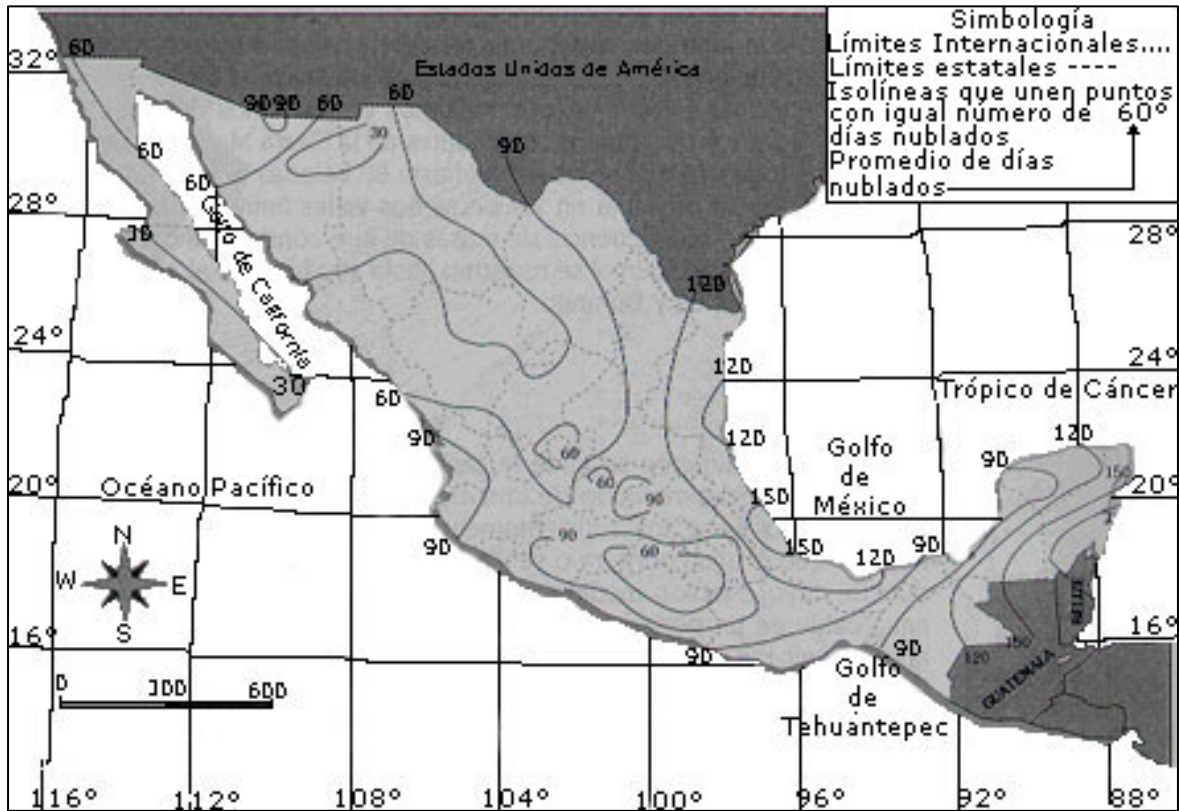 Simbología
Límites Internacionales....
Límites estatales ----
Isolíneas que unen puntos
con igual número de 60°
días nublados
Promedio de días
nublados
Estados Unidos de América
60
32°
90 90 60 60
30
90
60
60
28°
28°
30
Golfo de California
120
24°
24°
120
30
60
Trópico de Cáncer
90
120
120
Golfo
de
México
90
60
150
20°
20°
Océano Pacífico
60
90
150
90
90
60
150
120
90
N
W E
S
BELIZE
16°
16°
90
90
120
150
GUATEMALA
Golfo
de
Tehuantepec
0 300 600
116° 112° 108° 104° 100° 96° 92° 88°